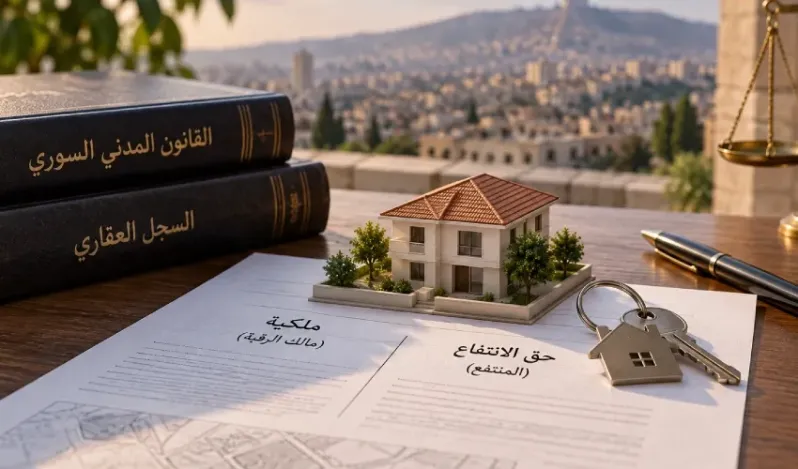 القانون المدني السوري
السجل العقاري
ملكية
(مالك الرقبة)
حق الانتفاع
(المنتفع)